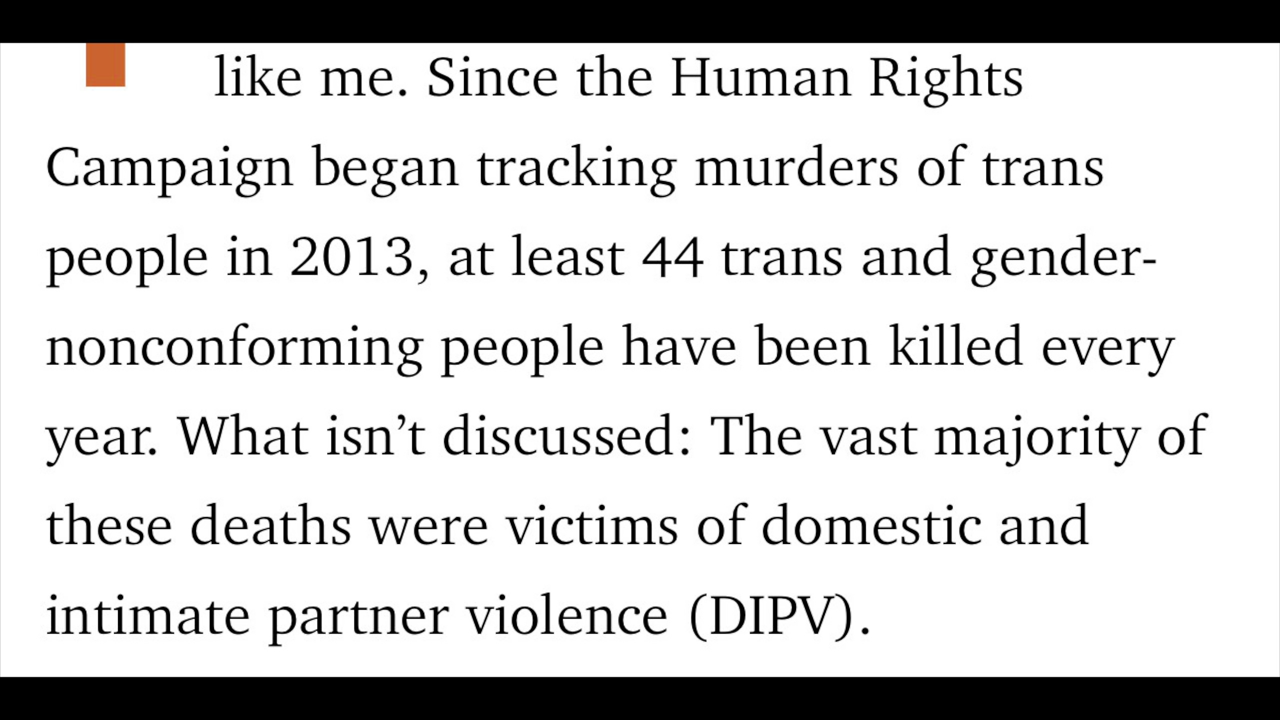 like me. Since the Human Rights
Campaign began tracking murders of trans
people in 2013, at least 44 trans and gender-
nonconforming people have been killed every
year. What isn’t discussed: The vast majority of
these deaths were victims of domestic and
intimate partner violence (DIPV).